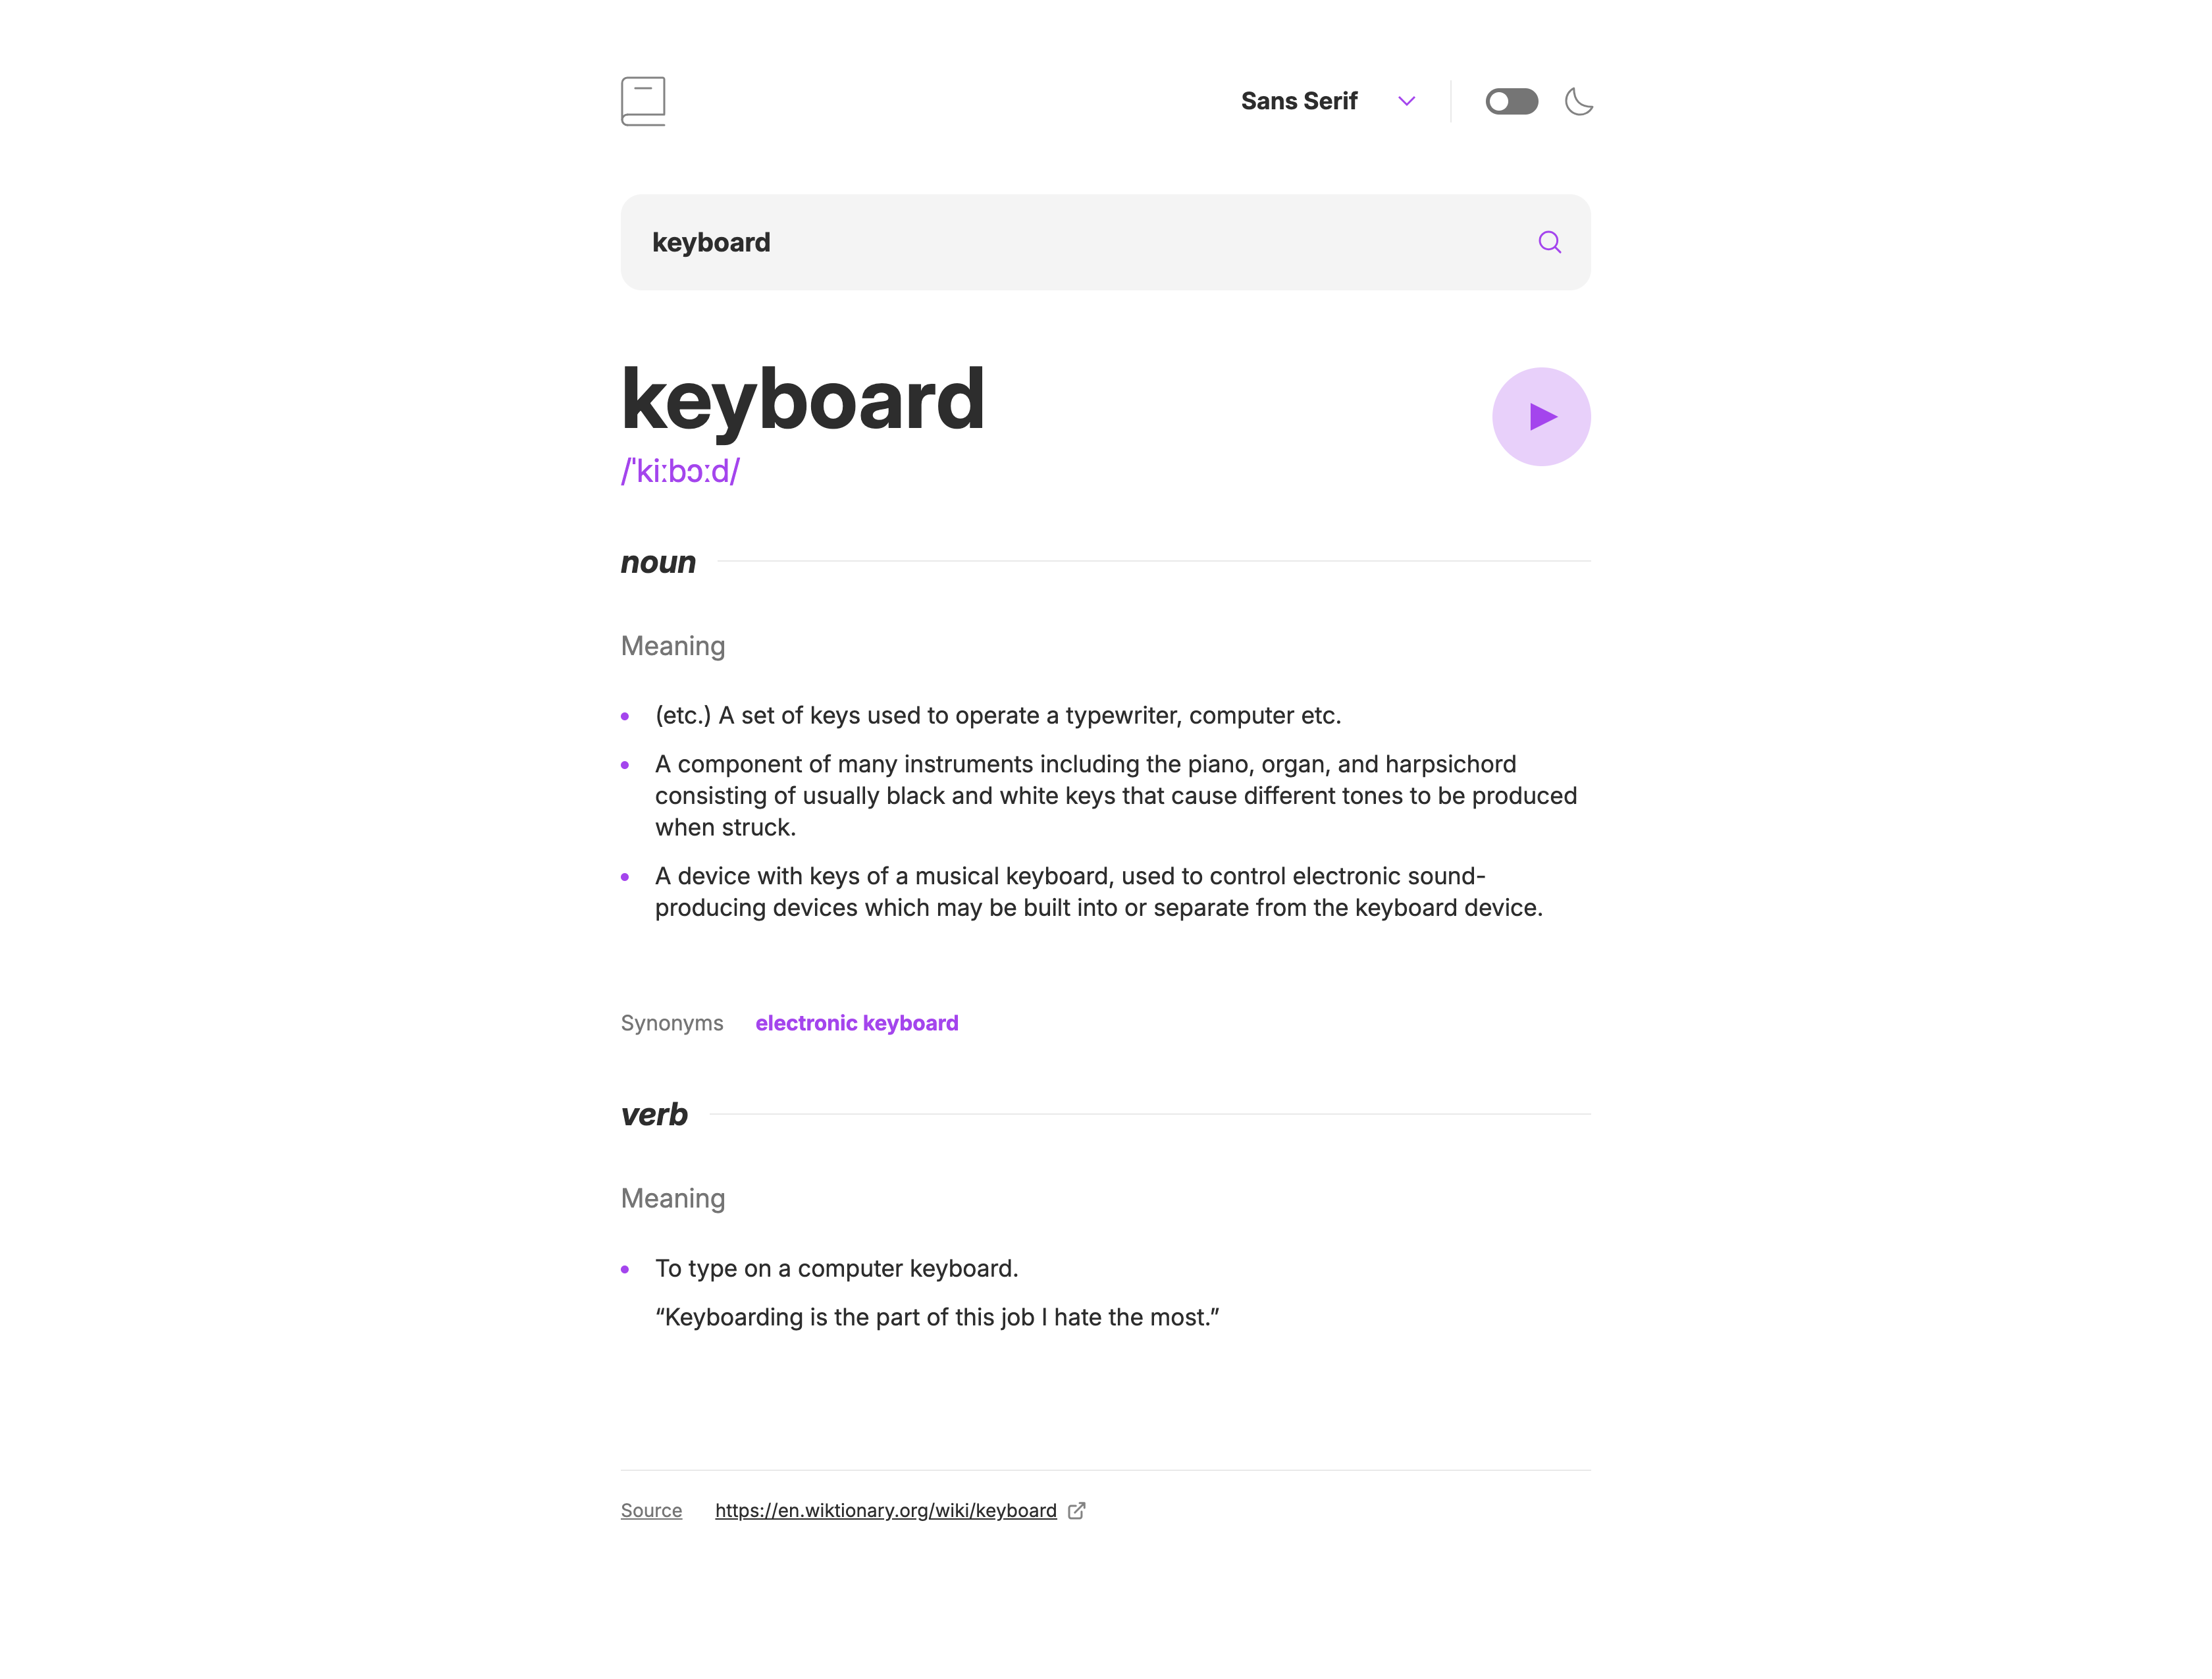 Sans Serif
keyboard
keyboard
/ˈkiːbɔːd/
noun
Meaning
(etc.) A set of keys used to operate a typewriter, computer etc.
A component of many instruments including the piano, organ, and harpsichord
consisting of usually black and white keys that cause different tones to be produced
when struck.
A device with keys of a musical keyboard, used to control electronic sound-
producing devices which may be built into or separate from the keyboard device.
Synonyms electronic keyboard
verb
Meaning
To type on a computer keyboard.
“Keyboarding is the part of this job I hate the most.”
Source https://en.wiktionary.org/wiki/keyboard